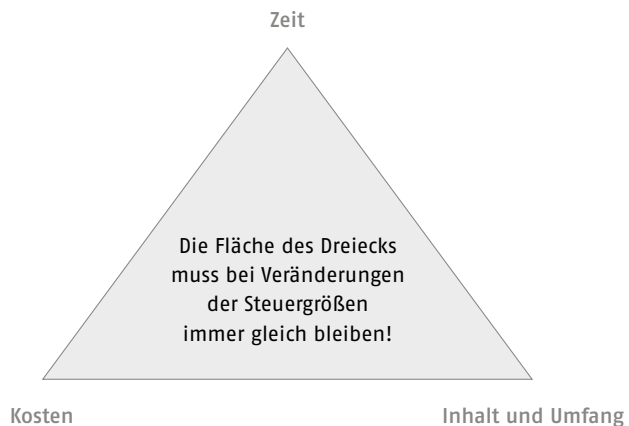 Zeit
Die Fläche des Dreiecks
muss bei Veränderungen
der Steuergrößen
immer gleich bleiben!
Kosten
Inhalt und Umfang